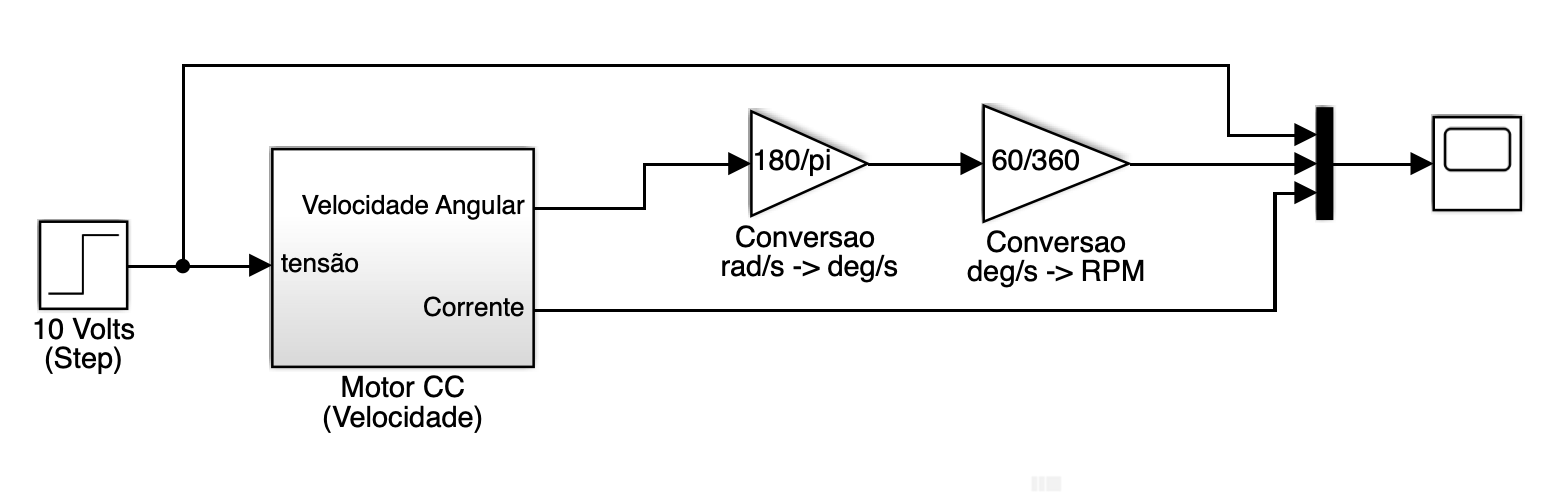 10 Volts
(Step)
Velocidade Angular
tensão
Corrente
Motor CC
(Velocidade)
180/pi
Conversao
rad/s -> deg/s
60/360
Conversao
deg/s -> RPM